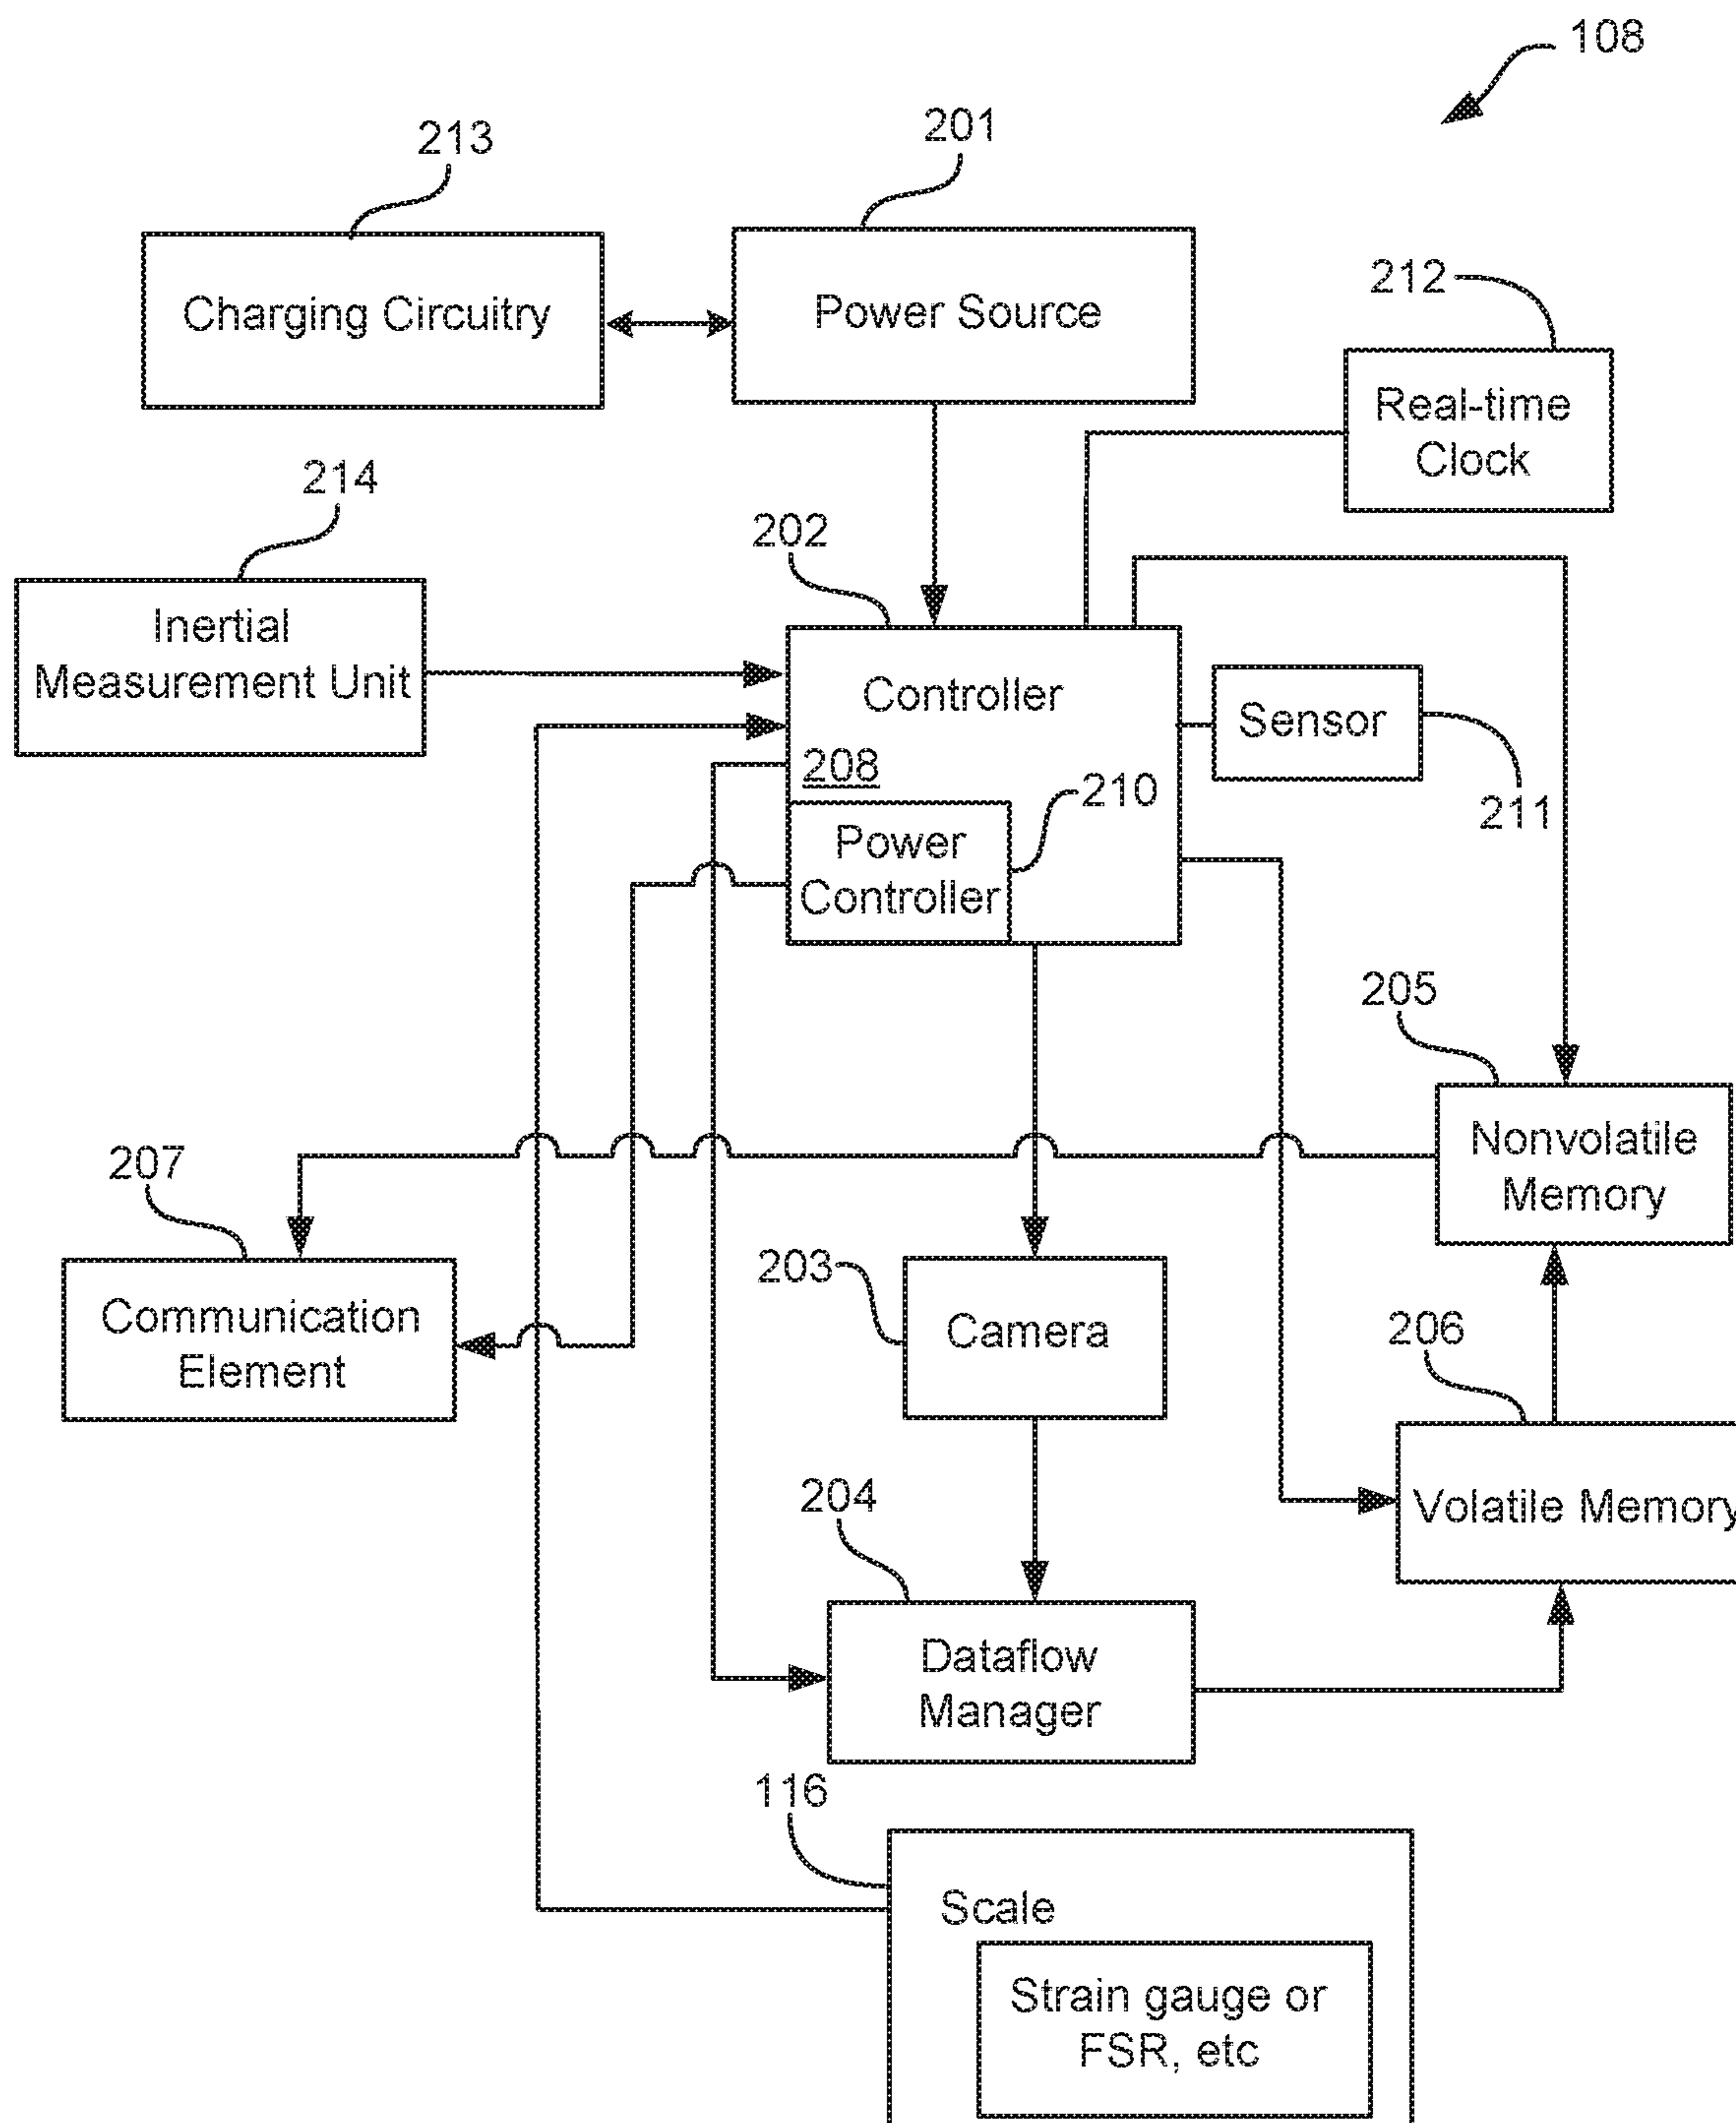 108
213
201
Charging Circuitry
Power Source
212
Real-time
Clock
214
202
Inertial
Measurement Unit
Controller
Sensor
208
210
211
Power
Controller
205
Nonvolatile
Memory
207
Communication
Element
203
Camera
206
Volatile Memory
204
Dataflow
Manager
116
Scale
Strain gauge or
FSR, etc